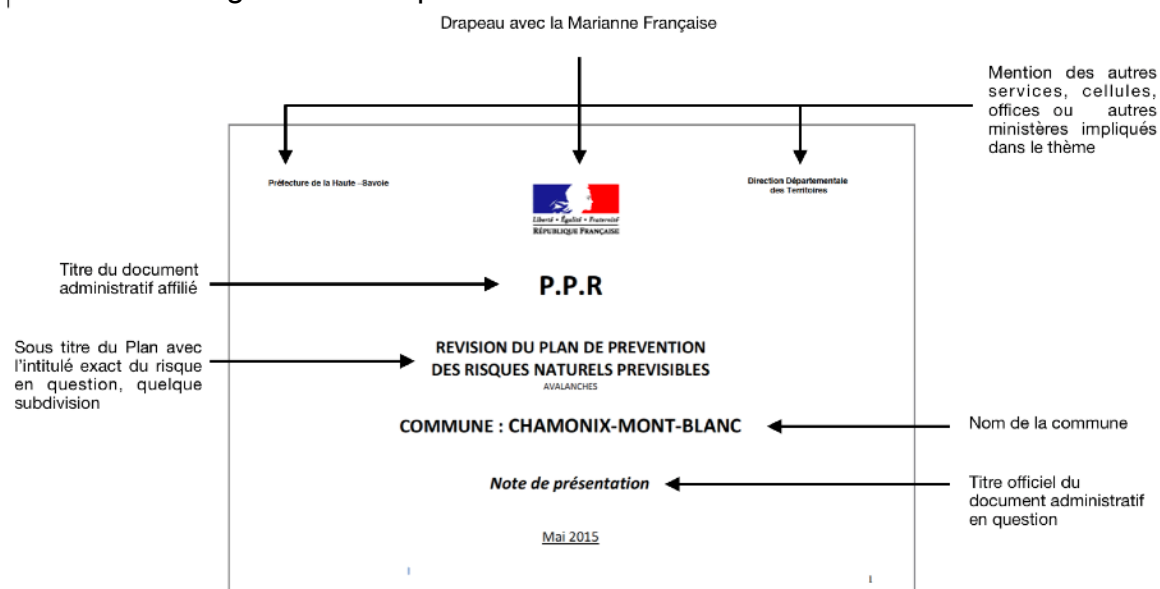 Drapeau avec la Marianne Française
Mention des autres
services, cellules,
offices ou autres
ministères impliqués
dans le thème
Préfecture de la Haute –Savoie
Direction Départementale
des Territoires
Liberté • Égalité • Fraternité
RÉPUBLIQUE FRANÇAISE
Titre du document
administratif affilié
P.P.R
Sous titre du Plan avec
l'intitulé exact du risque
en question, quelque
subdivision
REVISION DU PLAN DE PREVENTION
DES RISQUES NATURELS PREVISIBLES
AVALANCHES
COMMUNE : CHAMONIX-MONT-BLANC
Nom de la commune
Note de présentation
Titre officiel du
document administratif
en question
Mai 2015
1